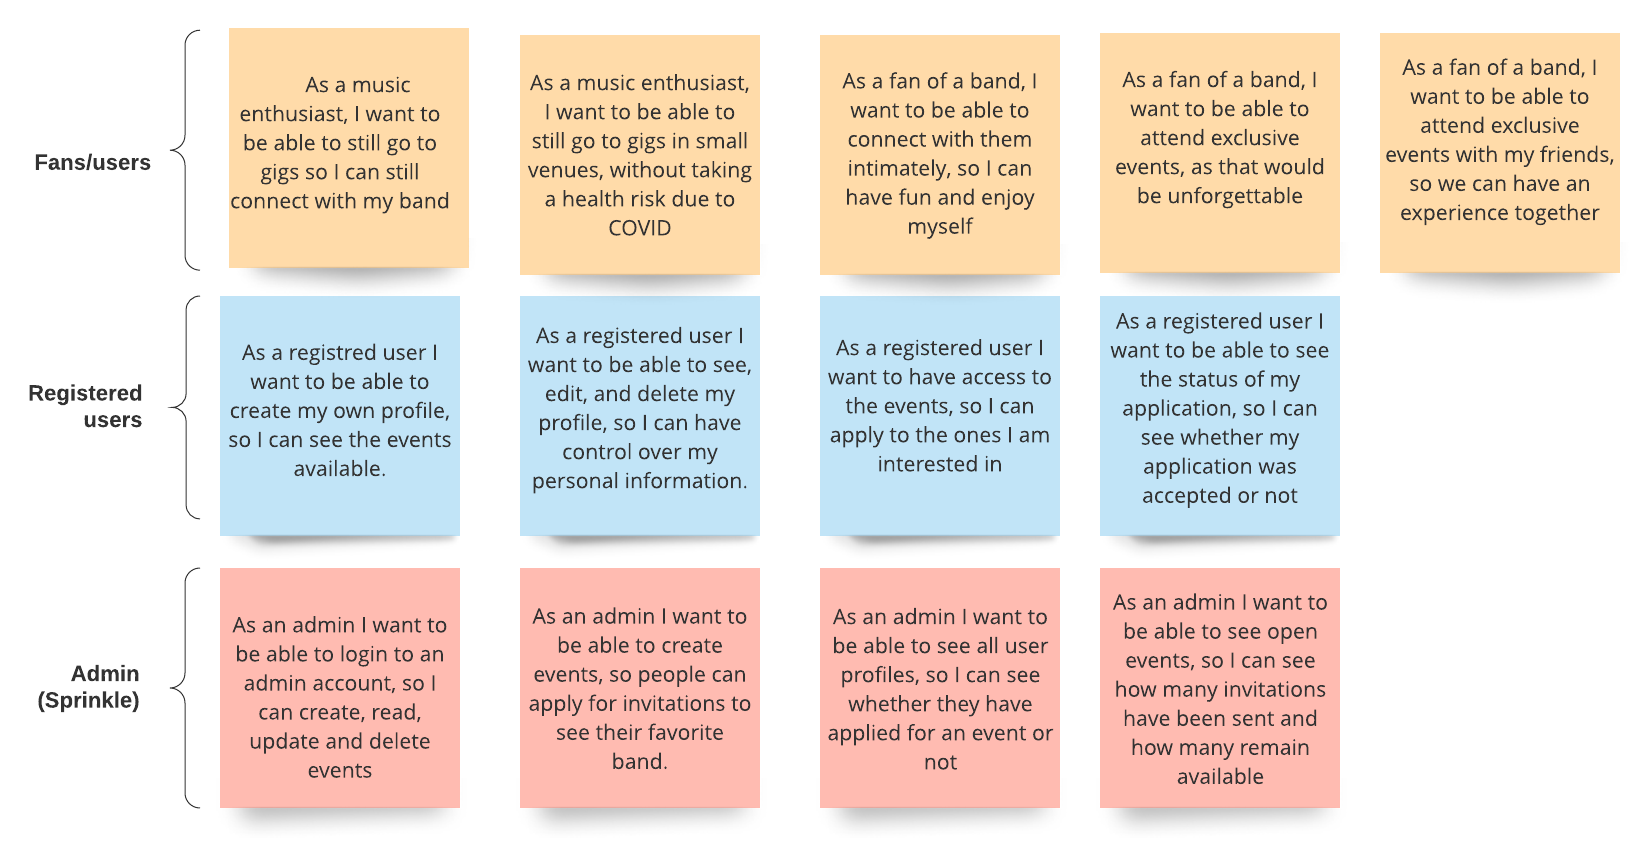 Fans/users
As a music
enthusiast, I want to
be able to still go to
gigs so I can still
connect with my band
As a music enthusiast,
I want to be able to
still go to gigs in small
venues, without taking
a health risk due to
COVID
As a fan of a band, I
want to be able to
connect with them
intimately, so I can
have fun and enjoy
myself
As a fan of a band, I
want to be able to
attend exclusive
events, as that would
be unforgettable
As a fan of a band, I
want to be able to
attend exclusive
events with my friends,
so we can have an
experience together
Registered
users
As a registred user I
want to be able to
create my own profile,
so I can see the events
available.
As a registered user I
want to be able to see,
edit, and delete my
profile, so I can have
control over my
personal information.
As a registered user I
want to have access to
the events, so I can
apply to the ones I am
interested in
As a registered user I
want to be able to see
the status of my
application, so I can
see whether my
application was
accepted or not
Admin
(Sprinkle)
As an admin I want to
be able to login to an
admin account, so I
can create, read,
update and delete
events
As an admin I want to
be able to create
events, so people can
apply for invitations to
see their favorite
band.
As an admin I want to
be able to see all user
profiles, so I can see
whether they have
applied for an event or
not
As an admin I want to
be able to see open
events, so I can see
how many invitations
have been sent and
how many remain
available